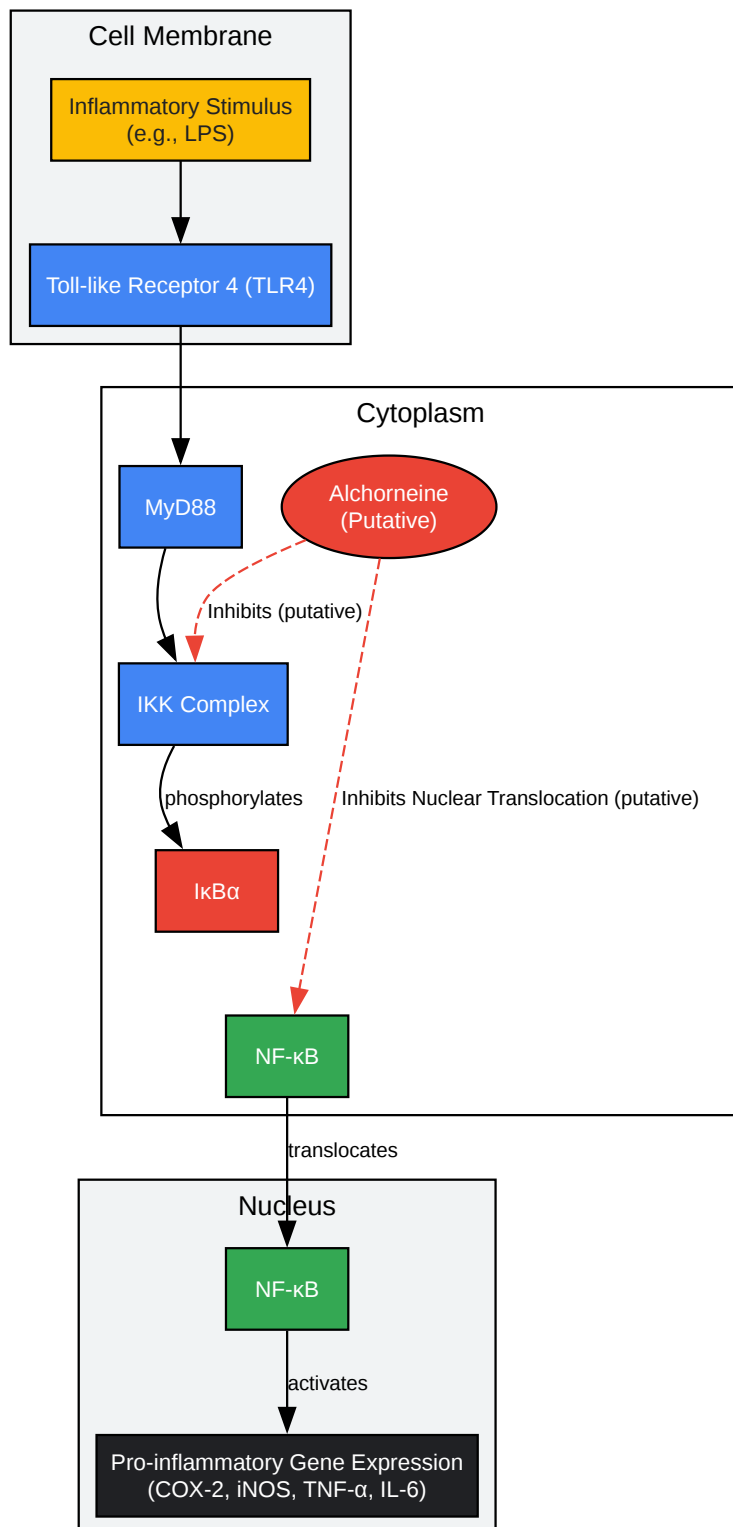 Cell Membrane
Inflammatory Stimulus
(e.g., LPS)
Toll-like Receptor 4 (TLR4)
Cytoplasm
MyD88
Alchorneine
(Putative)
Inhibits (putative)
IKK Complex
phosphorylates
Inhibits Nuclear Translocation (putative)
IκBα
NF-κB
translocates
Nucleus
NF-κB
activates
Pro-inflammatory Gene Expression
(COX-2, iNOS, TNF-α, IL-6)